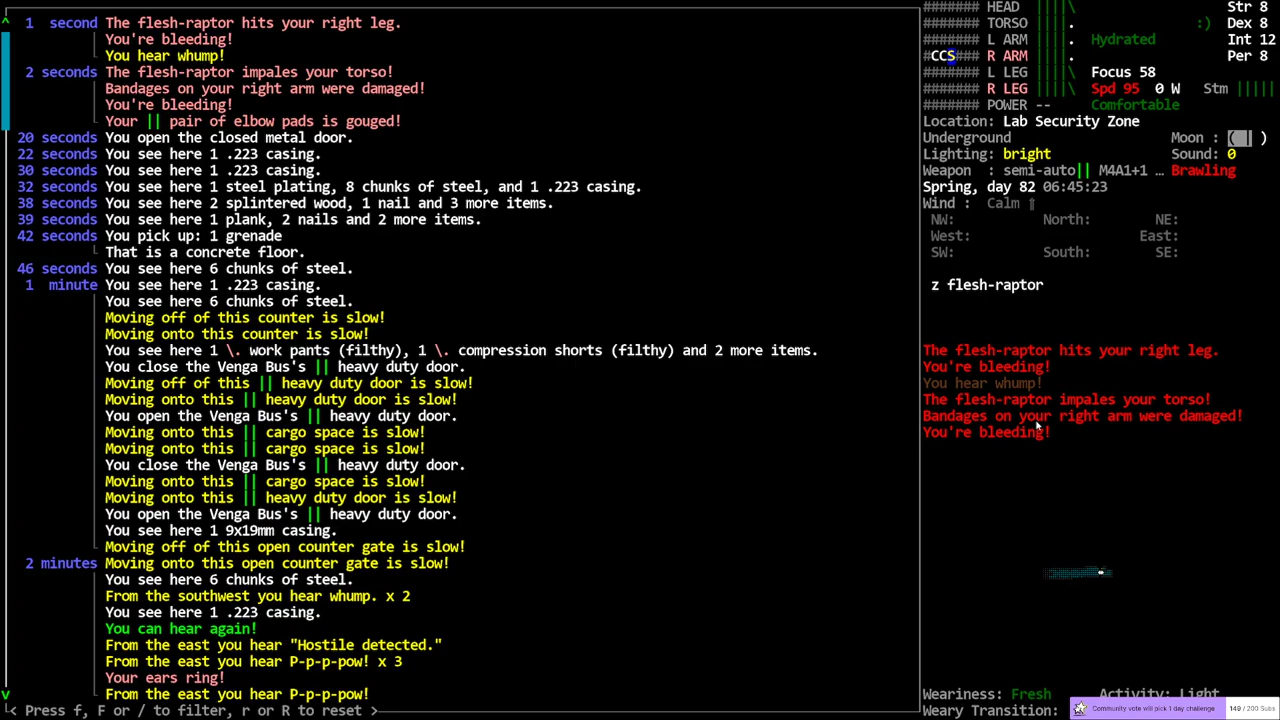 1 second The flesh-raptor hits your right leg.
You're bleeding!
You hear whump!
2 seconds The flesh-raptor impales your torso!
Bandages on your right arm were damaged!
You're bleeding!
Your || pair of elbow pads is gouged!
20 seconds You open the closed metal door.
22 seconds You see here 1 .223 casing.
30 seconds You see here 1 .223 casing.
32 seconds You see here 1 steel plating, 8 chunks of steel, and 1 .223 casing.
38 seconds You see here 2 splintered wood, 1 nail and 3 more items.
39 seconds You see here 1 plank, 2 nails and 2 more items.
42 seconds You pick up: 1 grenade
That is a concrete floor.
46 seconds You see here 6 chunks of steel.
1 minute You see here 1 .223 casing.
You see here 6 chunks of steel.
Moving off of this counter is slow!
Moving onto this counter is slow!
You see here 1 \. work pants (filthy), 1 \. compression shorts (filthy) and 2 more items.
You close the Venga Bus's || heavy duty door.
Moving off of this || heavy duty door is slow!
Moving onto this || heavy duty door is slow!
You open the Venga Bus's || heavy duty door.
Moving onto this || cargo space is slow!
Moving onto this || cargo space is slow!
You close the Venga Bus's || heavy duty door.
Moving onto this || cargo space is slow!
Moving onto this || heavy duty door is slow!
You open the Venga Bus's || heavy duty door.
You see here 1 9x19mm casing.
Moving off of this open counter gate is slow!
2 minutes Moving onto this open counter gate is slow!
You see here 6 chunks of steel.
From the southwest you hear whump. x 2
You see here 1 .223 casing.
You can hear again!
From the east you hear "Hostile detected."
From the east you hear P-p-p-pow! x 3
Your ears ring!
From the east you hear P-p-p-pow!
< Press f, F or / to filter, r or R to reset >
####### HEAD ||||\ Str 8
####### TORSO ||||. :) Dex 8
####### L ARM ||||. Hydrated Int 12
#CCS### R ARM ||||. Per 8
####### L LEG ||||\ Focus 58
####### R LEG ||||\ Spd 95 0 W Stm |||||
####### POWER -- Comfortable
Location: Lab Security Zone
Underground Moon : ( )
Lighting: bright Sound: 0
Weapon : semi-auto|| M4A1+1 … Brawling
Spring, day 82 06:45:23
Wind : Calm ⇑
NW: North: NE:
West: East:
SW: South: SE:
z flesh-raptor
The flesh-raptor hits your right leg.
You're bleeding!
You hear whump!
The flesh-raptor impales your torso!
Bandages on your right arm were damaged!
You're bleeding!
Weariness: Fresh Activity: Light
Weary Transition:
Community vote will pick 1 day challenge 149 / 200 Subs